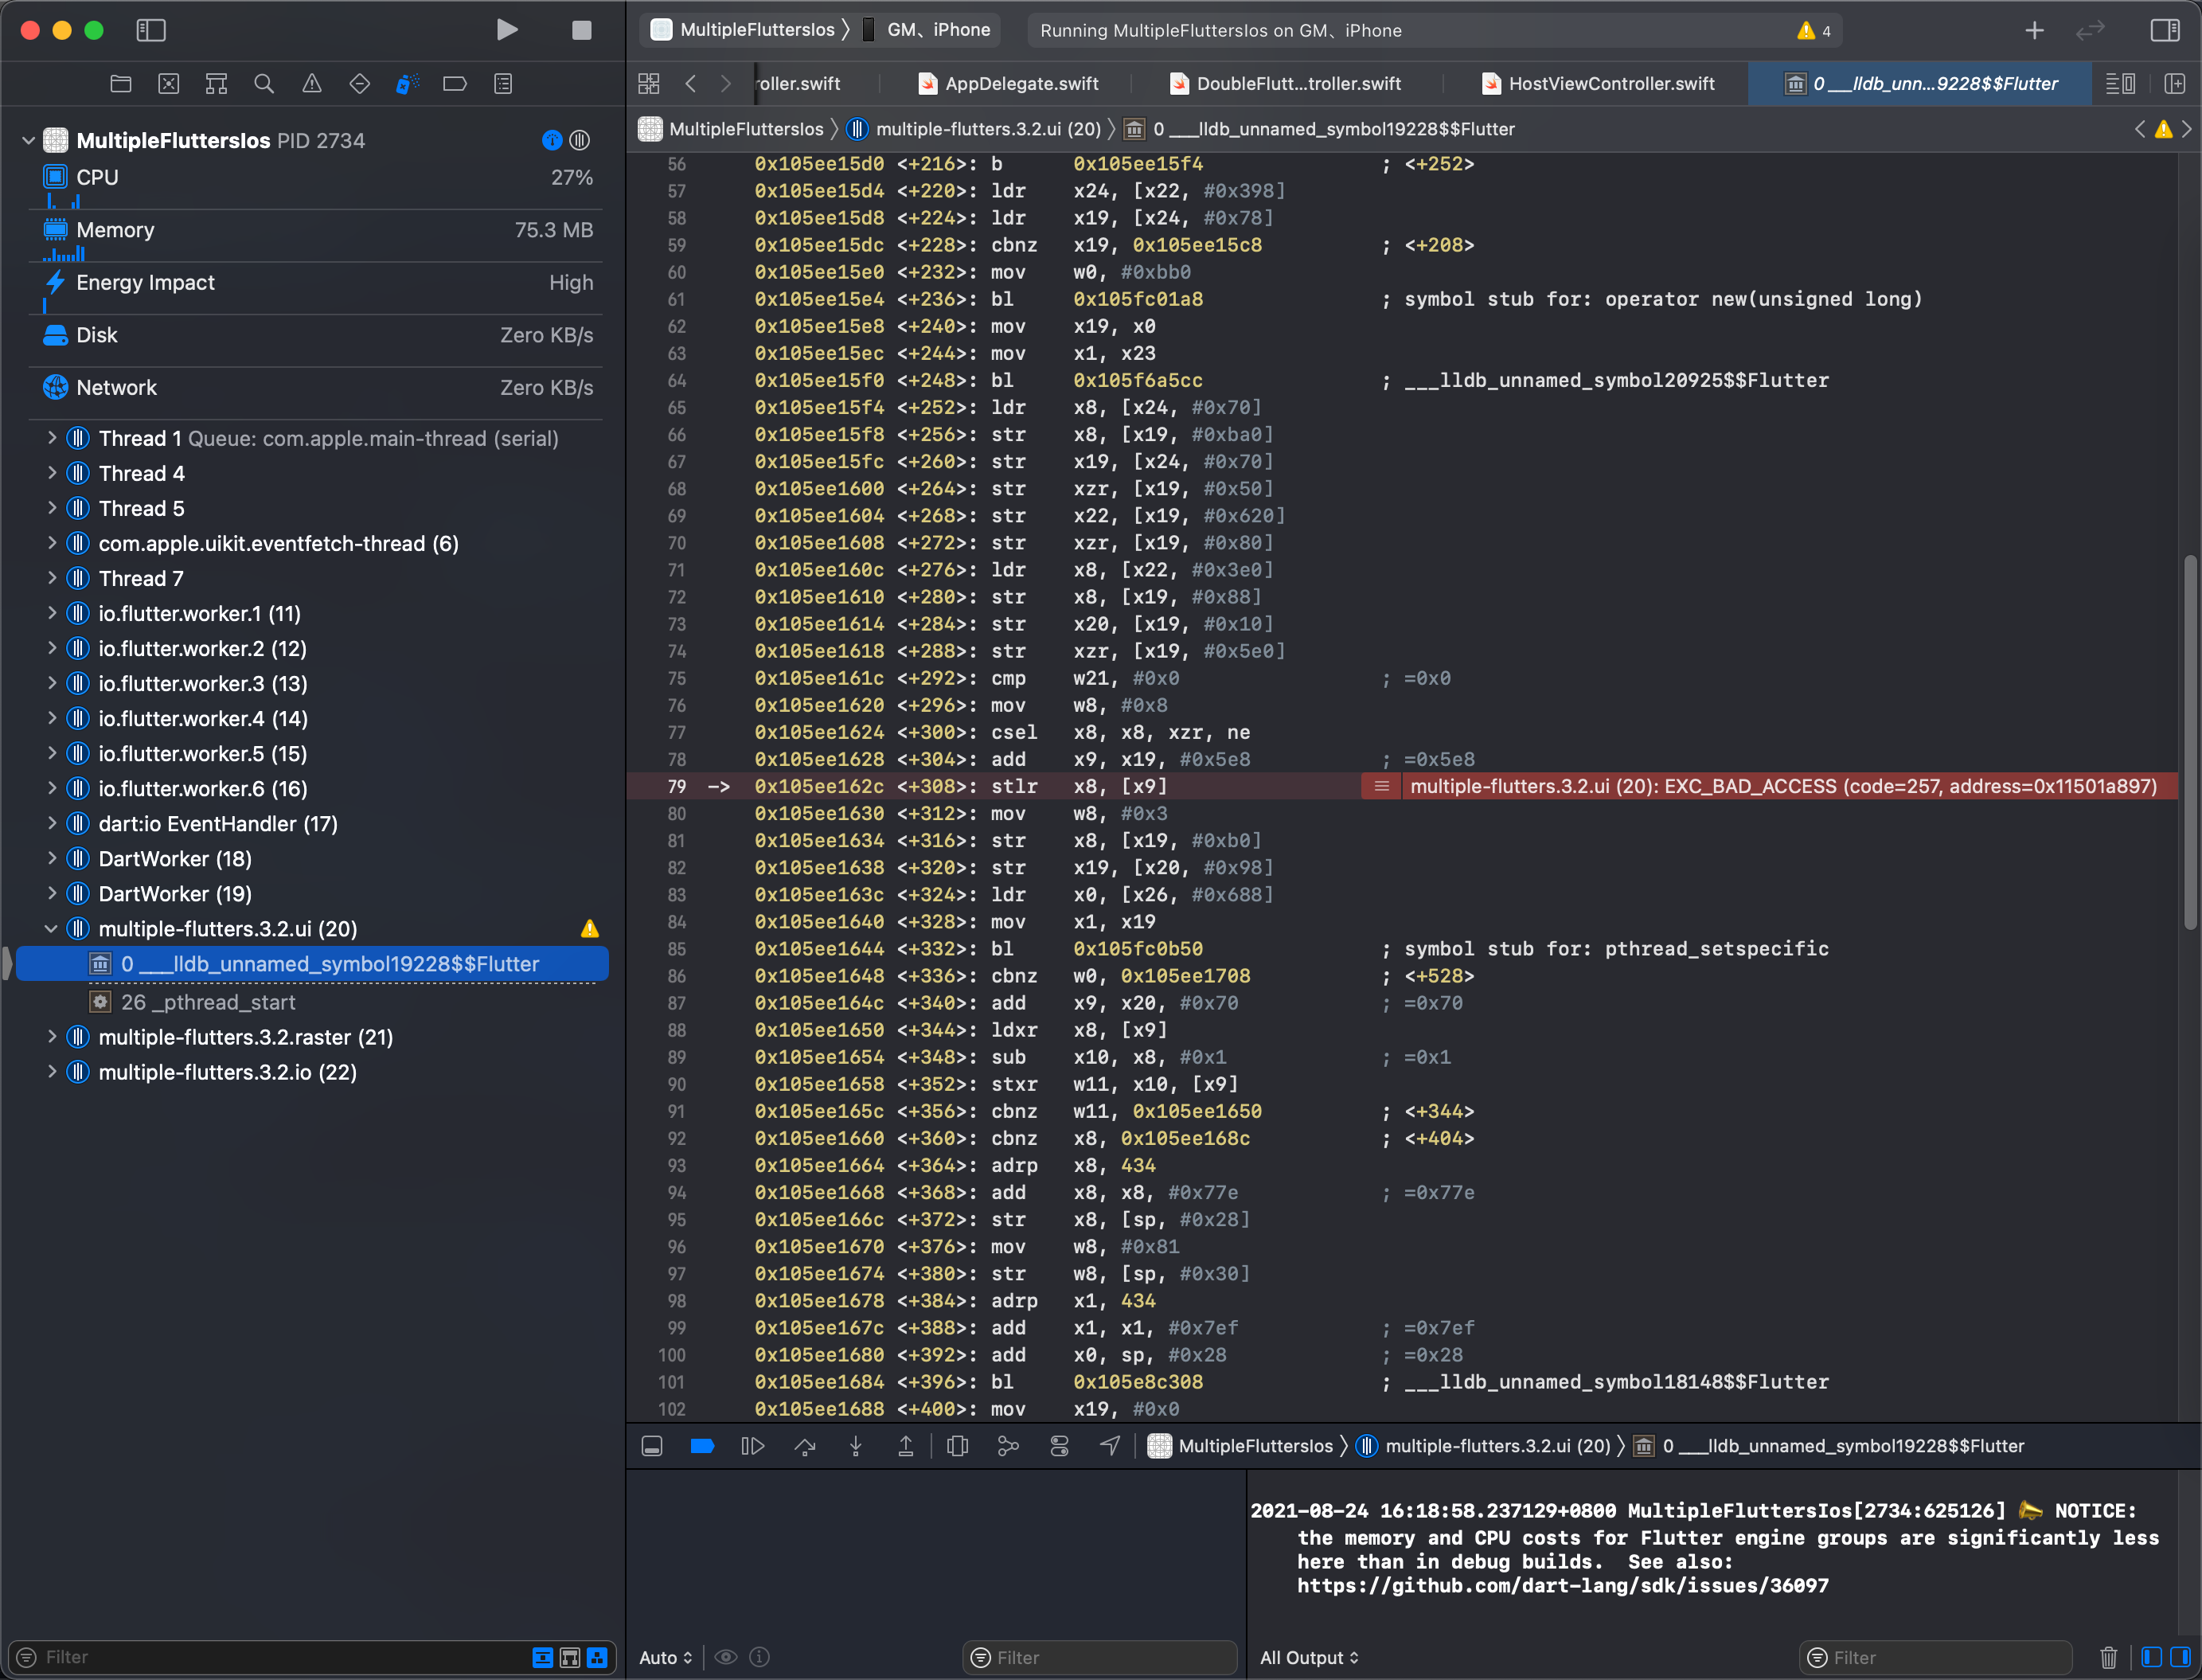 MultipleFluttersIos 〉 GM、iPhone
Running MultipleFluttersIos on GM、iPhone
4
roller.swift
AppDelegate.swift
DoubleFlutt...troller.swift
HostViewController.swift
0 ___lldb_unn...9228$$Flutter
MultipleFluttersIos 〉 multiple-flutters.3.2.ui (20) 〉 0 ___lldb_unnamed_symbol19228$$Flutter
MultipleFluttersIos PID 2734
CPU 27%
Memory 75.3 MB
Energy Impact High
Disk Zero KB/s
Network Zero KB/s
Thread 1 Queue: com.apple.main-thread (serial)
Thread 4
Thread 5
com.apple.uikit.eventfetch-thread (6)
Thread 7
io.flutter.worker.1 (11)
io.flutter.worker.2 (12)
io.flutter.worker.3 (13)
io.flutter.worker.4 (14)
io.flutter.worker.5 (15)
io.flutter.worker.6 (16)
dart:io EventHandler (17)
DartWorker (18)
DartWorker (19)
multiple-flutters.3.2.ui (20)
0 ___lldb_unnamed_symbol19228$$Flutter
26 _pthread_start
multiple-flutters.3.2.raster (21)
multiple-flutters.3.2.io (22)
Filter
56 0x105ee15d0 <+216>: b 0x105ee15f4 ; <+252>
57 0x105ee15d4 <+220>: ldr x24, [x22, #0x398]
58 0x105ee15d8 <+224>: ldr x19, [x24, #0x78]
59 0x105ee15dc <+228>: cbnz x19, 0x105ee15c8 ; <+208>
60 0x105ee15e0 <+232>: mov w0, #0xbb0
61 0x105ee15e4 <+236>: bl 0x105fc01a8 ; symbol stub for: operator new(unsigned long)
62 0x105ee15e8 <+240>: mov x19, x0
63 0x105ee15ec <+244>: mov x1, x23
64 0x105ee15f0 <+248>: bl 0x105f6a5cc ; ___lldb_unnamed_symbol20925$$Flutter
65 0x105ee15f4 <+252>: ldr x8, [x24, #0x70]
66 0x105ee15f8 <+256>: str x8, [x19, #0xba0]
67 0x105ee15fc <+260>: str x19, [x24, #0x70]
68 0x105ee1600 <+264>: str xzr, [x19, #0x50]
69 0x105ee1604 <+268>: str x22, [x19, #0x620]
70 0x105ee1608 <+272>: str xzr, [x19, #0x80]
71 0x105ee160c <+276>: ldr x8, [x22, #0x3e0]
72 0x105ee1610 <+280>: str x8, [x19, #0x88]
73 0x105ee1614 <+284>: str x20, [x19, #0x10]
74 0x105ee1618 <+288>: str xzr, [x19, #0x5e0]
75 0x105ee161c <+292>: cmp w21, #0x0 ; =0x0
76 0x105ee1620 <+296>: mov w8, #0x8
77 0x105ee1624 <+300>: csel x8, x8, xzr, ne
78 0x105ee1628 <+304>: add x9, x19, #0x5e8 ; =0x5e8
79 -> 0x105ee162c <+308>: stlr x8, [x9] multiple-flutters.3.2.ui (20): EXC_BAD_ACCESS (code=257, address=0x11501a897)
80 0x105ee1630 <+312>: mov w8, #0x3
81 0x105ee1634 <+316>: str x8, [x19, #0xb0]
82 0x105ee1638 <+320>: str x19, [x20, #0x98]
83 0x105ee163c <+324>: ldr x0, [x26, #0x688]
84 0x105ee1640 <+328>: mov x1, x19
85 0x105ee1644 <+332>: bl 0x105fc0b50 ; symbol stub for: pthread_setspecific
86 0x105ee1648 <+336>: cbnz w0, 0x105ee1708 ; <+528>
87 0x105ee164c <+340>: add x9, x20, #0x70 ; =0x70
88 0x105ee1650 <+344>: ldxr x8, [x9]
89 0x105ee1654 <+348>: sub x10, x8, #0x1 ; =0x1
90 0x105ee1658 <+352>: stxr w11, x10, [x9]
91 0x105ee165c <+356>: cbnz w11, 0x105ee1650 ; <+344>
92 0x105ee1660 <+360>: cbnz x8, 0x105ee168c ; <+404>
93 0x105ee1664 <+364>: adrp x8, 434
94 0x105ee1668 <+368>: add x8, x8, #0x77e ; =0x77e
95 0x105ee166c <+372>: str x8, [sp, #0x28]
96 0x105ee1670 <+376>: mov w8, #0x81
97 0x105ee1674 <+380>: str w8, [sp, #0x30]
98 0x105ee1678 <+384>: adrp x1, 434
99 0x105ee167c <+388>: add x1, x1, #0x7ef ; =0x7ef
100 0x105ee1680 <+392>: add x0, sp, #0x28 ; =0x28
101 0x105ee1684 <+396>: bl 0x105e8c308 ; ___lldb_unnamed_symbol18148$$Flutter
102 0x105ee1688 <+400>: mov x19, #0x0
MultipleFluttersIos 〉 multiple-flutters.3.2.ui (20) 〉 0 ___lldb_unnamed_symbol19228$$Flutter
2021-08-24 16:18:58.237129+0800 MultipleFluttersIos[2734:625126] 📣 NOTICE:
the memory and CPU costs for Flutter engine groups are significantly less
here than in debug builds. See also:
https://github.com/dart-lang/sdk/issues/36097
Auto
Filter
All Output
Filter